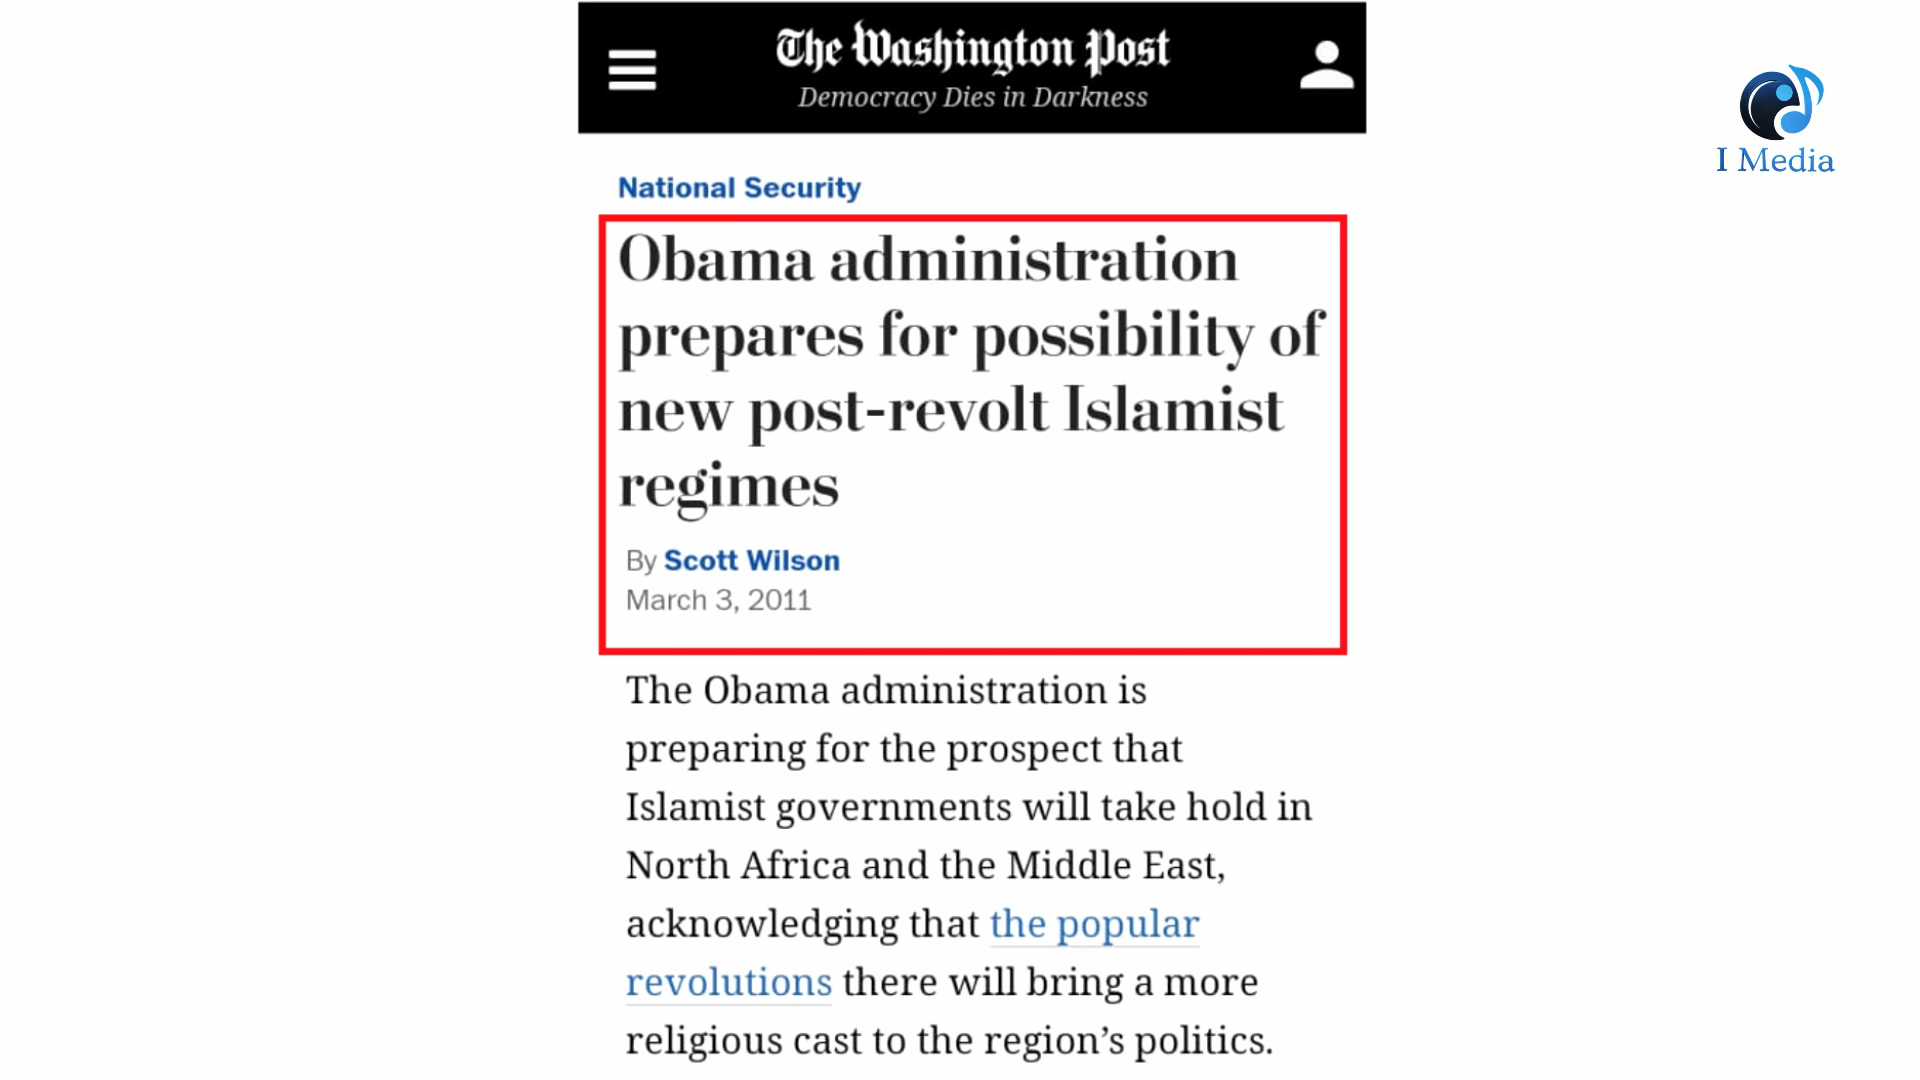 The Washington Post
Democracy Dies in Darkness
I Media
National Security
Obama administration
prepares for possibility of
new post-revolt Islamist
regimes
By Scott Wilson
March 3, 2011
The Obama administration is
preparing for the prospect that
Islamist governments will take hold in
North Africa and the Middle East,
acknowledging that the popular
revolutions there will bring a more
religious cast to the region’s politics.